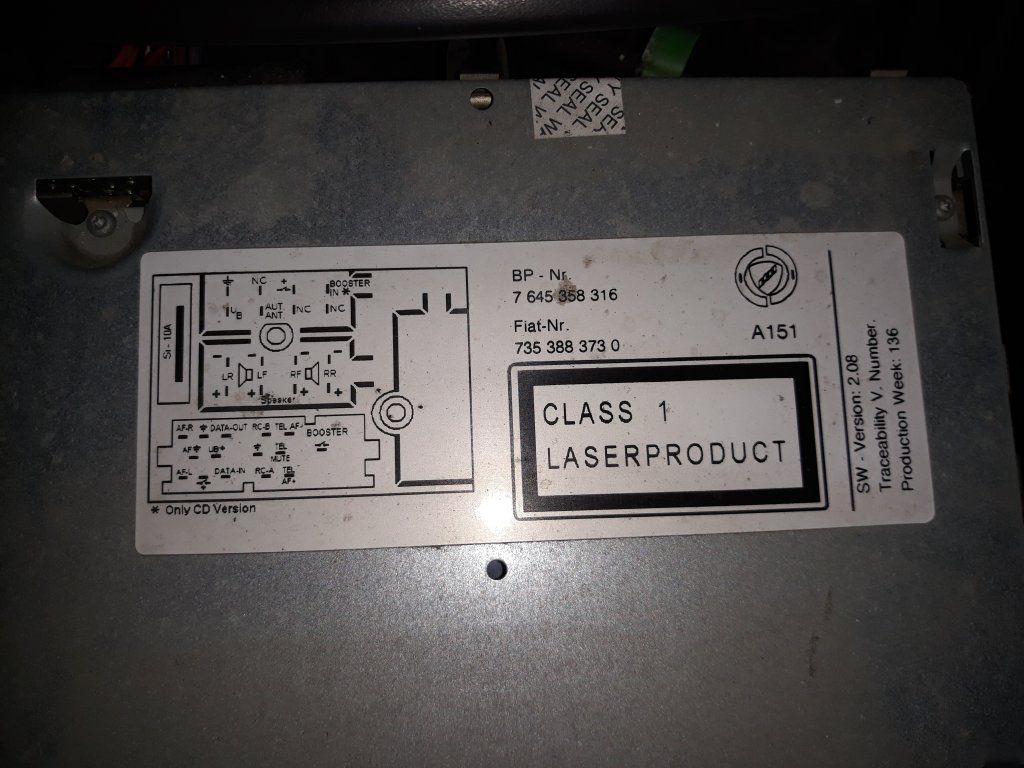 Y SEAL
SEAL W
BP - Nr.
7 645 358 316
Fiat-Nr.
735 388 373 0
A151
CLASS 1
LASERPRODUCT
SW - Version: 2.08
Traceability V. Number.
Production Week: 136
Si - 10A
NC
BOOSTER
IN *
UB
AUT
ANT.
NC
NC
- - - -
LR LF RF RR
+ + + +
Speaker
AF-R DATA-OUT RC-B TEL AF-
BOOSTER
AF UB+ TEL
MUTE
AF-L DATA-IN RC-A TEL
AF+
* Only CD Version